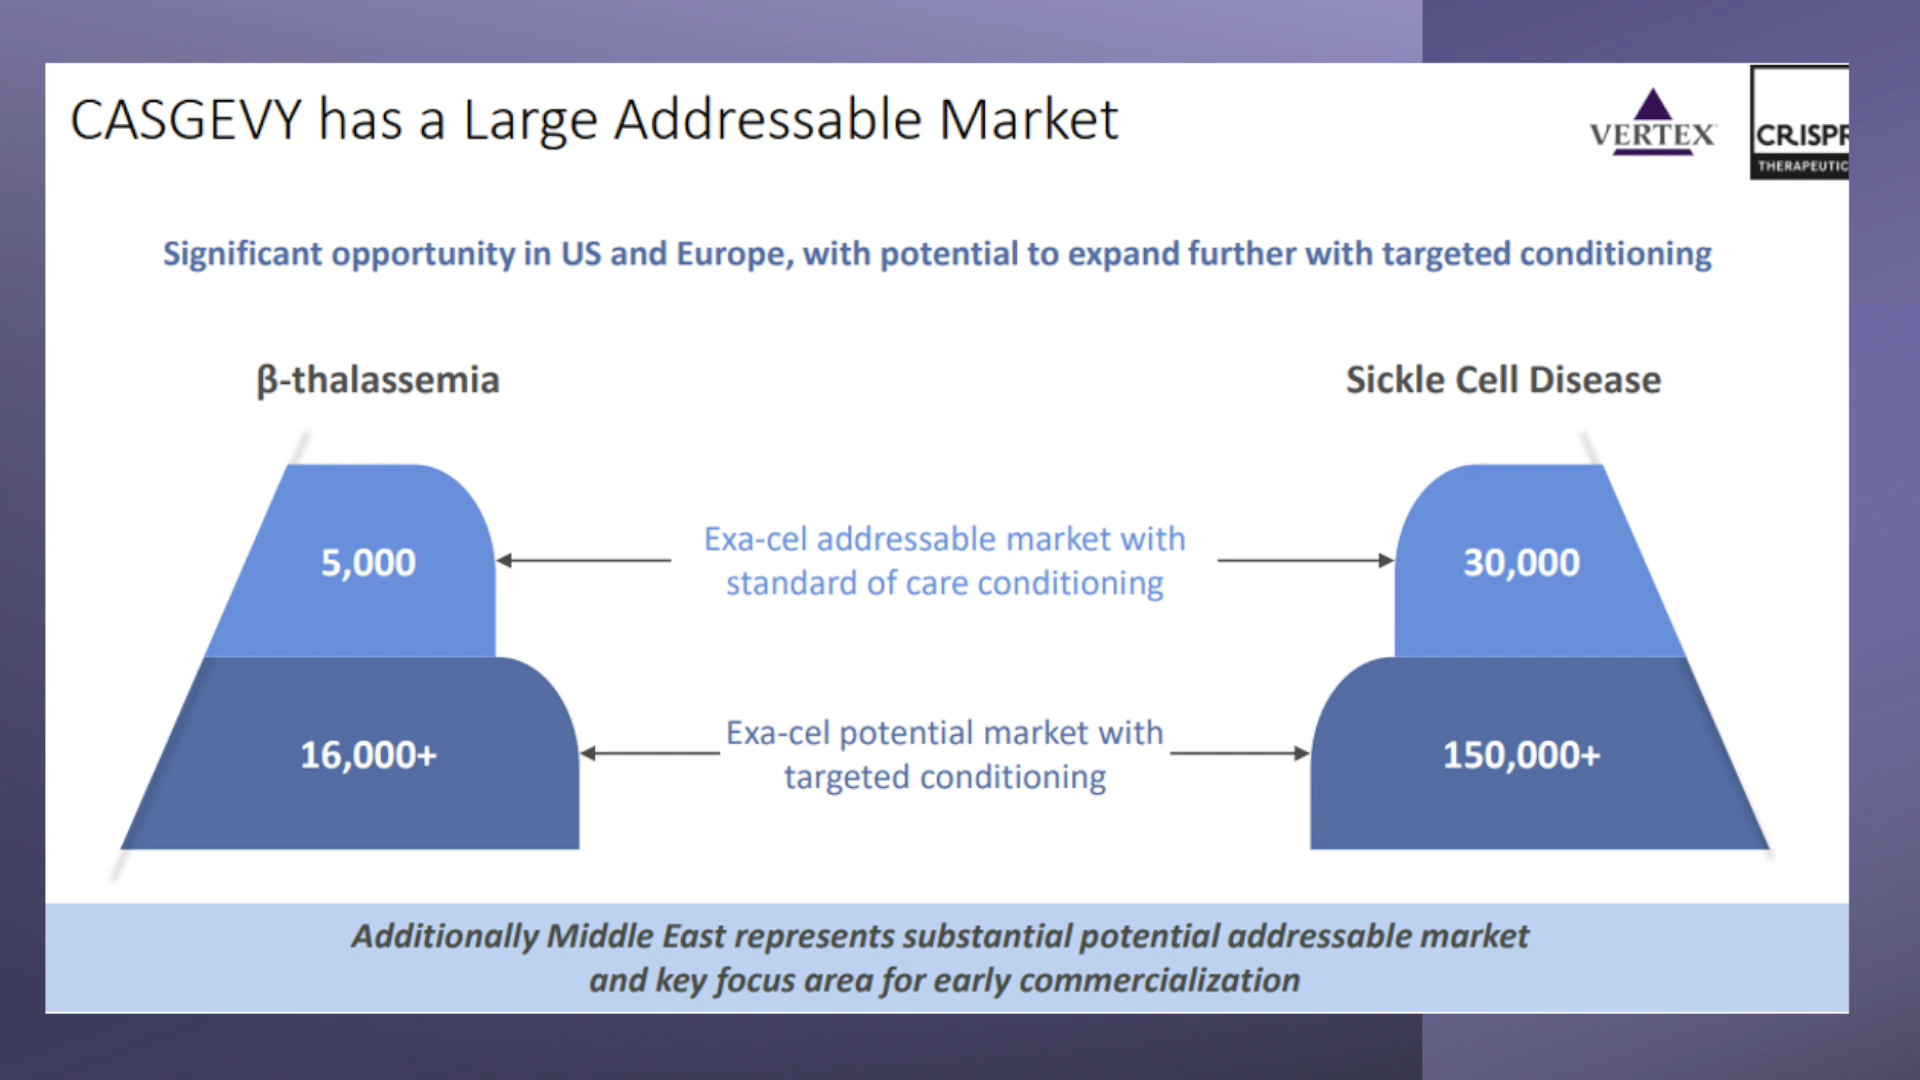 CASGEVY has a Large Addressable Market
VERTEX
CRISPR
THERAPEUTIC
Significant opportunity in US and Europe, with potential to expand further with targeted conditioning
β-thalassemia
Sickle Cell Disease
5,000
Exa-cel addressable market with
standard of care conditioning
30,000
16,000+
Exa-cel potential market with
targeted conditioning
150,000+
Additionally Middle East represents substantial potential addressable market
and key focus area for early commercialization